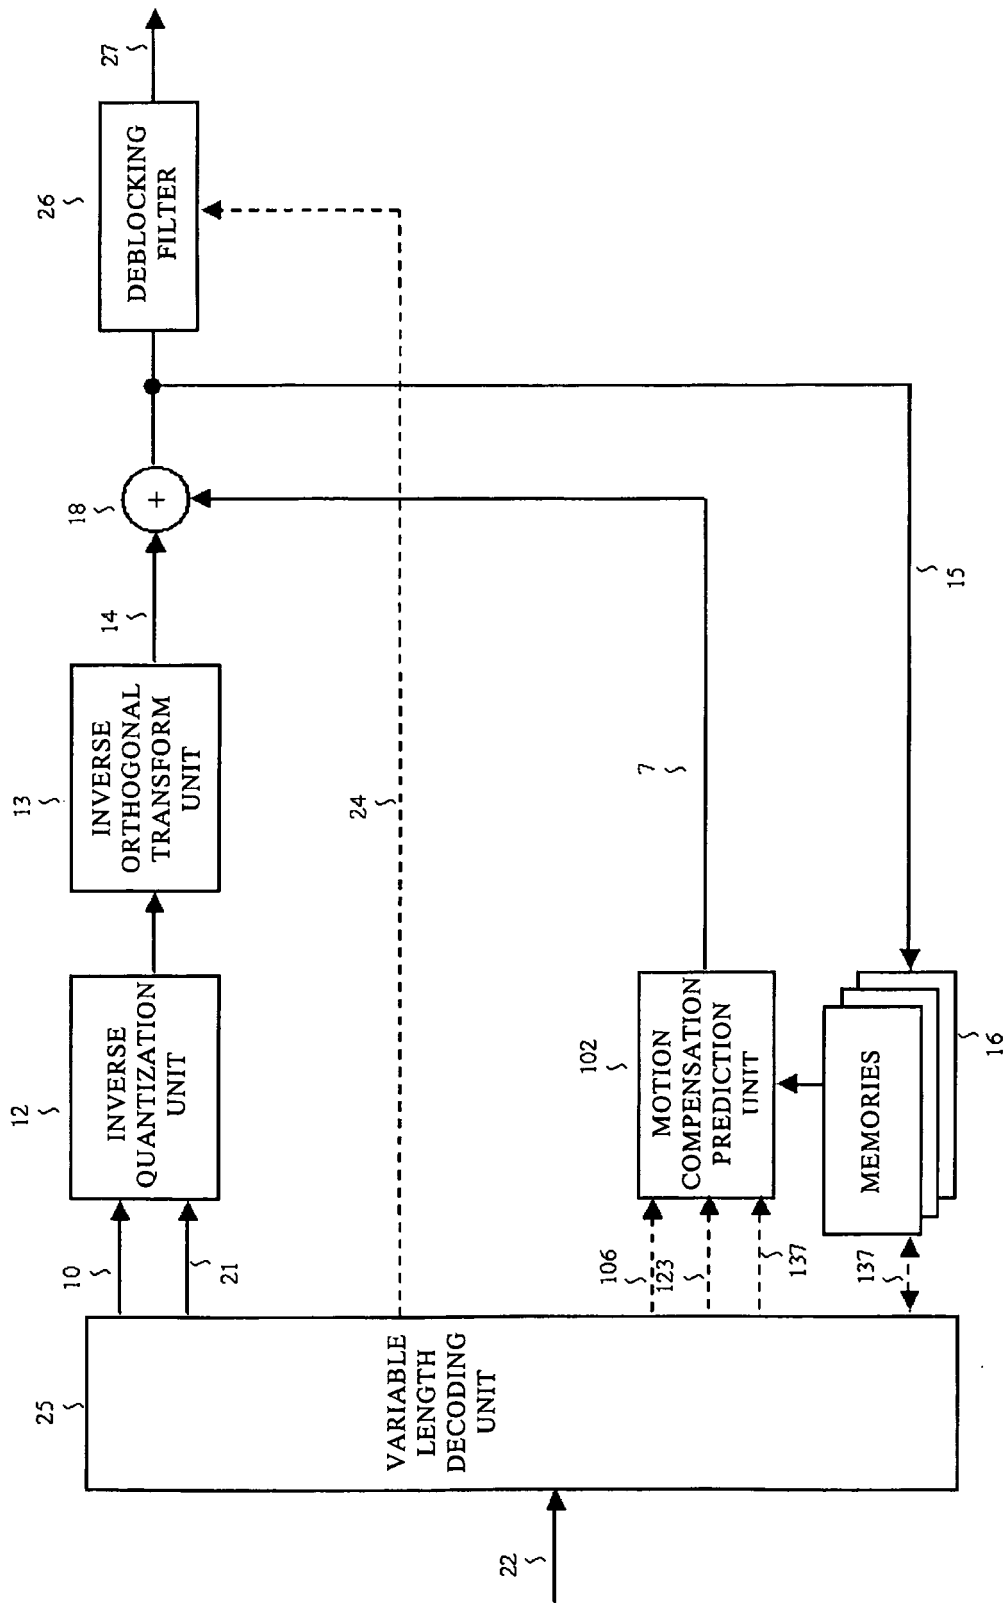 22
25
VARIABLE
LENGTH
DECODING
UNIT
10
21
12
INVERSE
QUANTIZATION
UNIT
13
INVERSE
ORTHOGONAL
TRANSFORM
UNIT
14
18
+
26
DEBLOCKING
FILTER
27
24
106
123
137
102
MOTION
COMPENSATION
PREDICTION
UNIT
7
137
MEMORIES
16
15